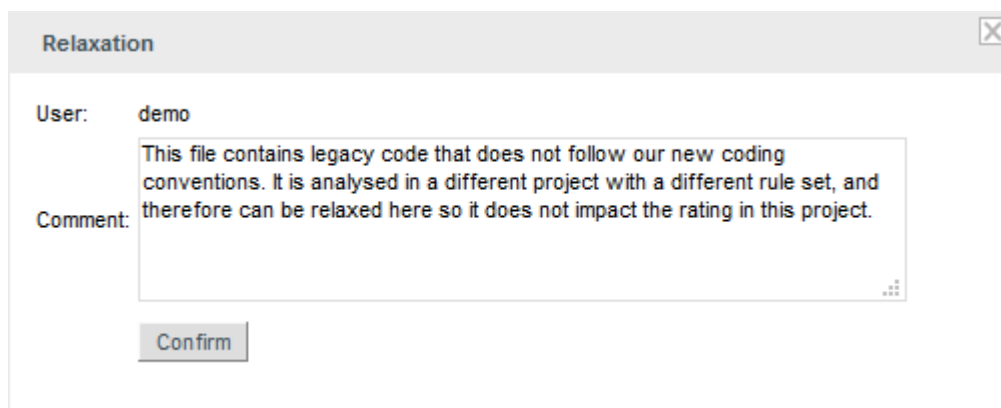 Relaxation
User: demo
Comment:
This file contains legacy code that does not follow our new coding
conventions. It is analysed in a different project with a different rule set, and
therefore can be relaxed here so it does not impact the rating in this project.
Confirm